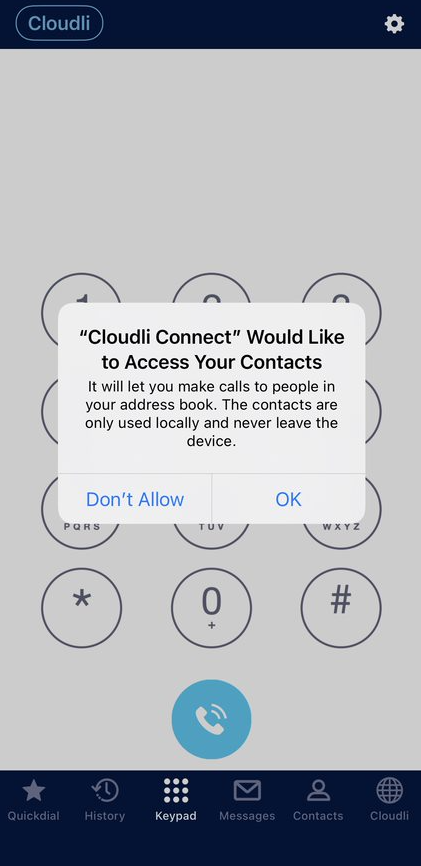 Cloudli
“Cloudli Connect” Would Like
to Access Your Contacts
It will let you make calls to people in
your address book. The contacts are
only used locally and never leave the
device.
Don’t Allow
OK
PQRS
TUV
WXYZ
*
0
#
+
Quickdial
History
Keypad
Messages
Contacts
Cloudli